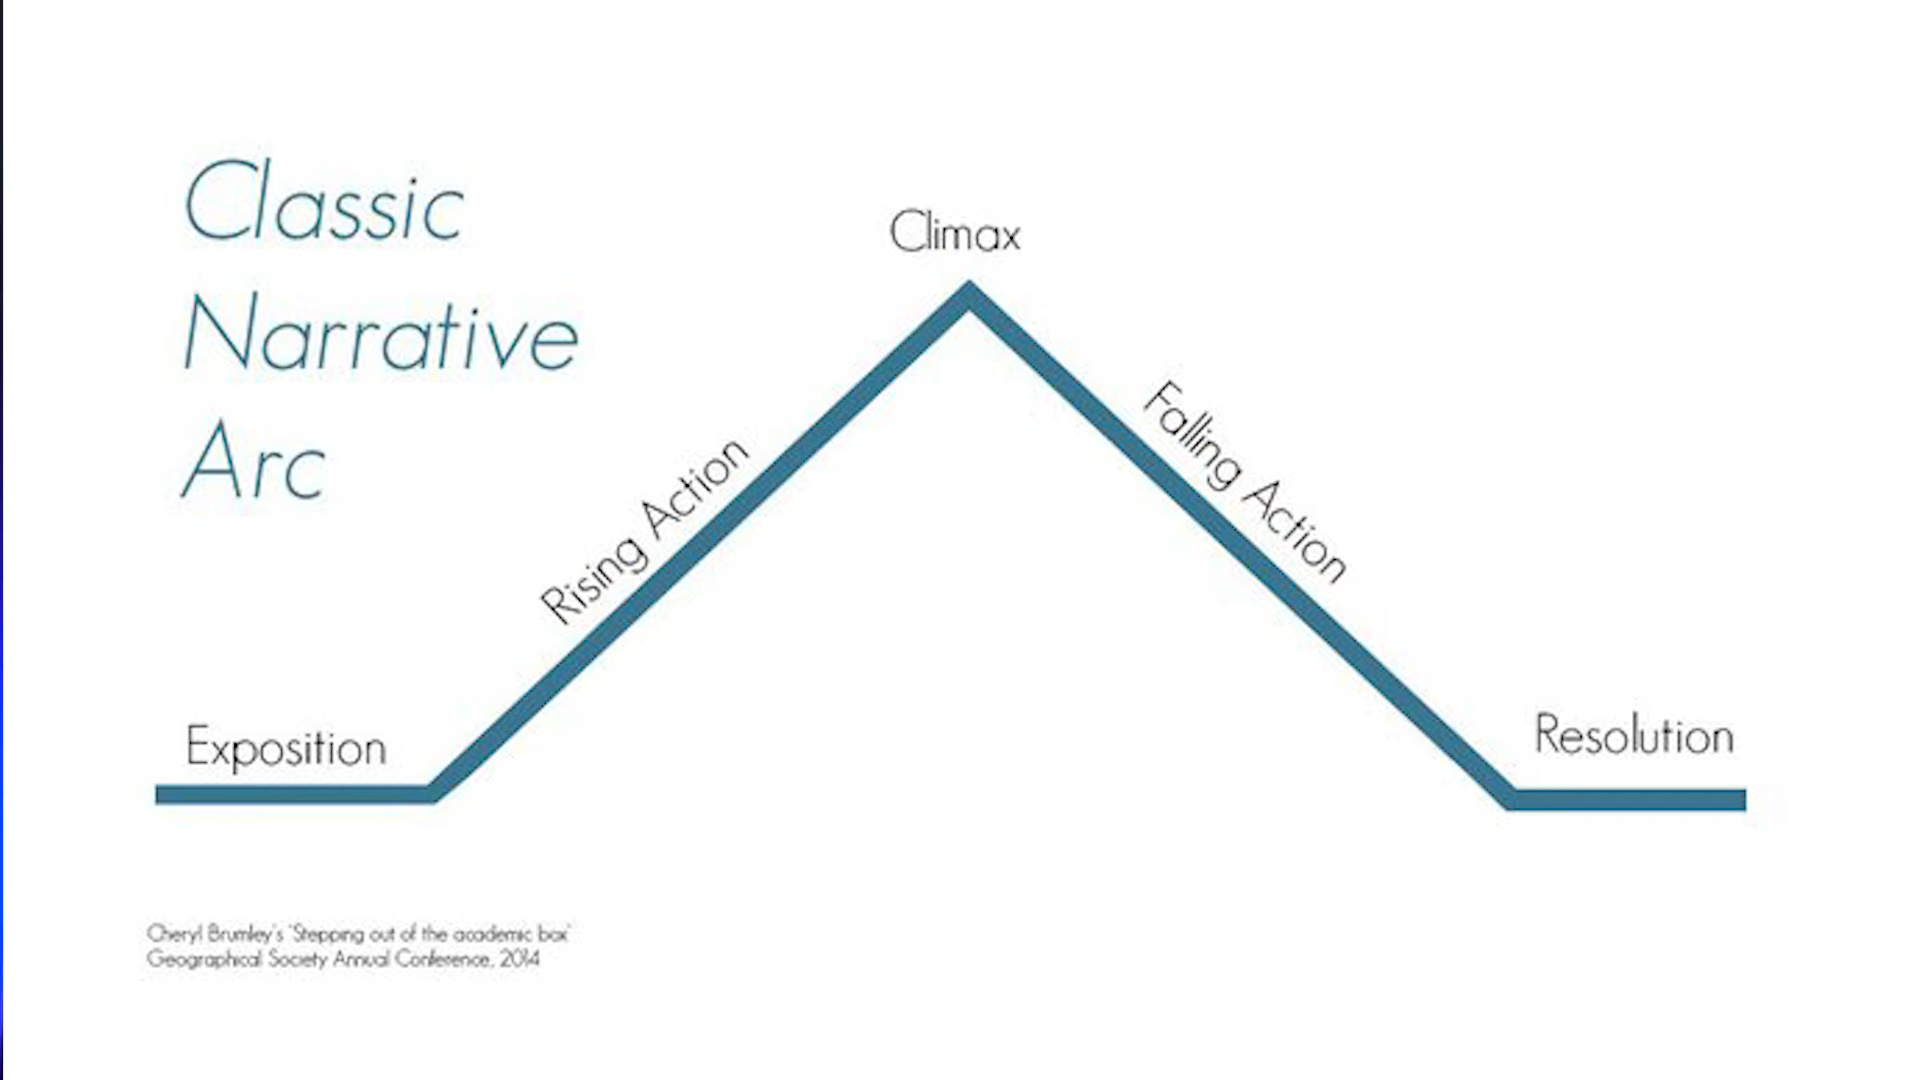 Classic
Narrative
Arc
Climax
Rising Action
Falling Action
Exposition
Resolution
Cheryl Brumley's 'Stepping out of the academic box'
Geographical Society Annual Conference, 2014